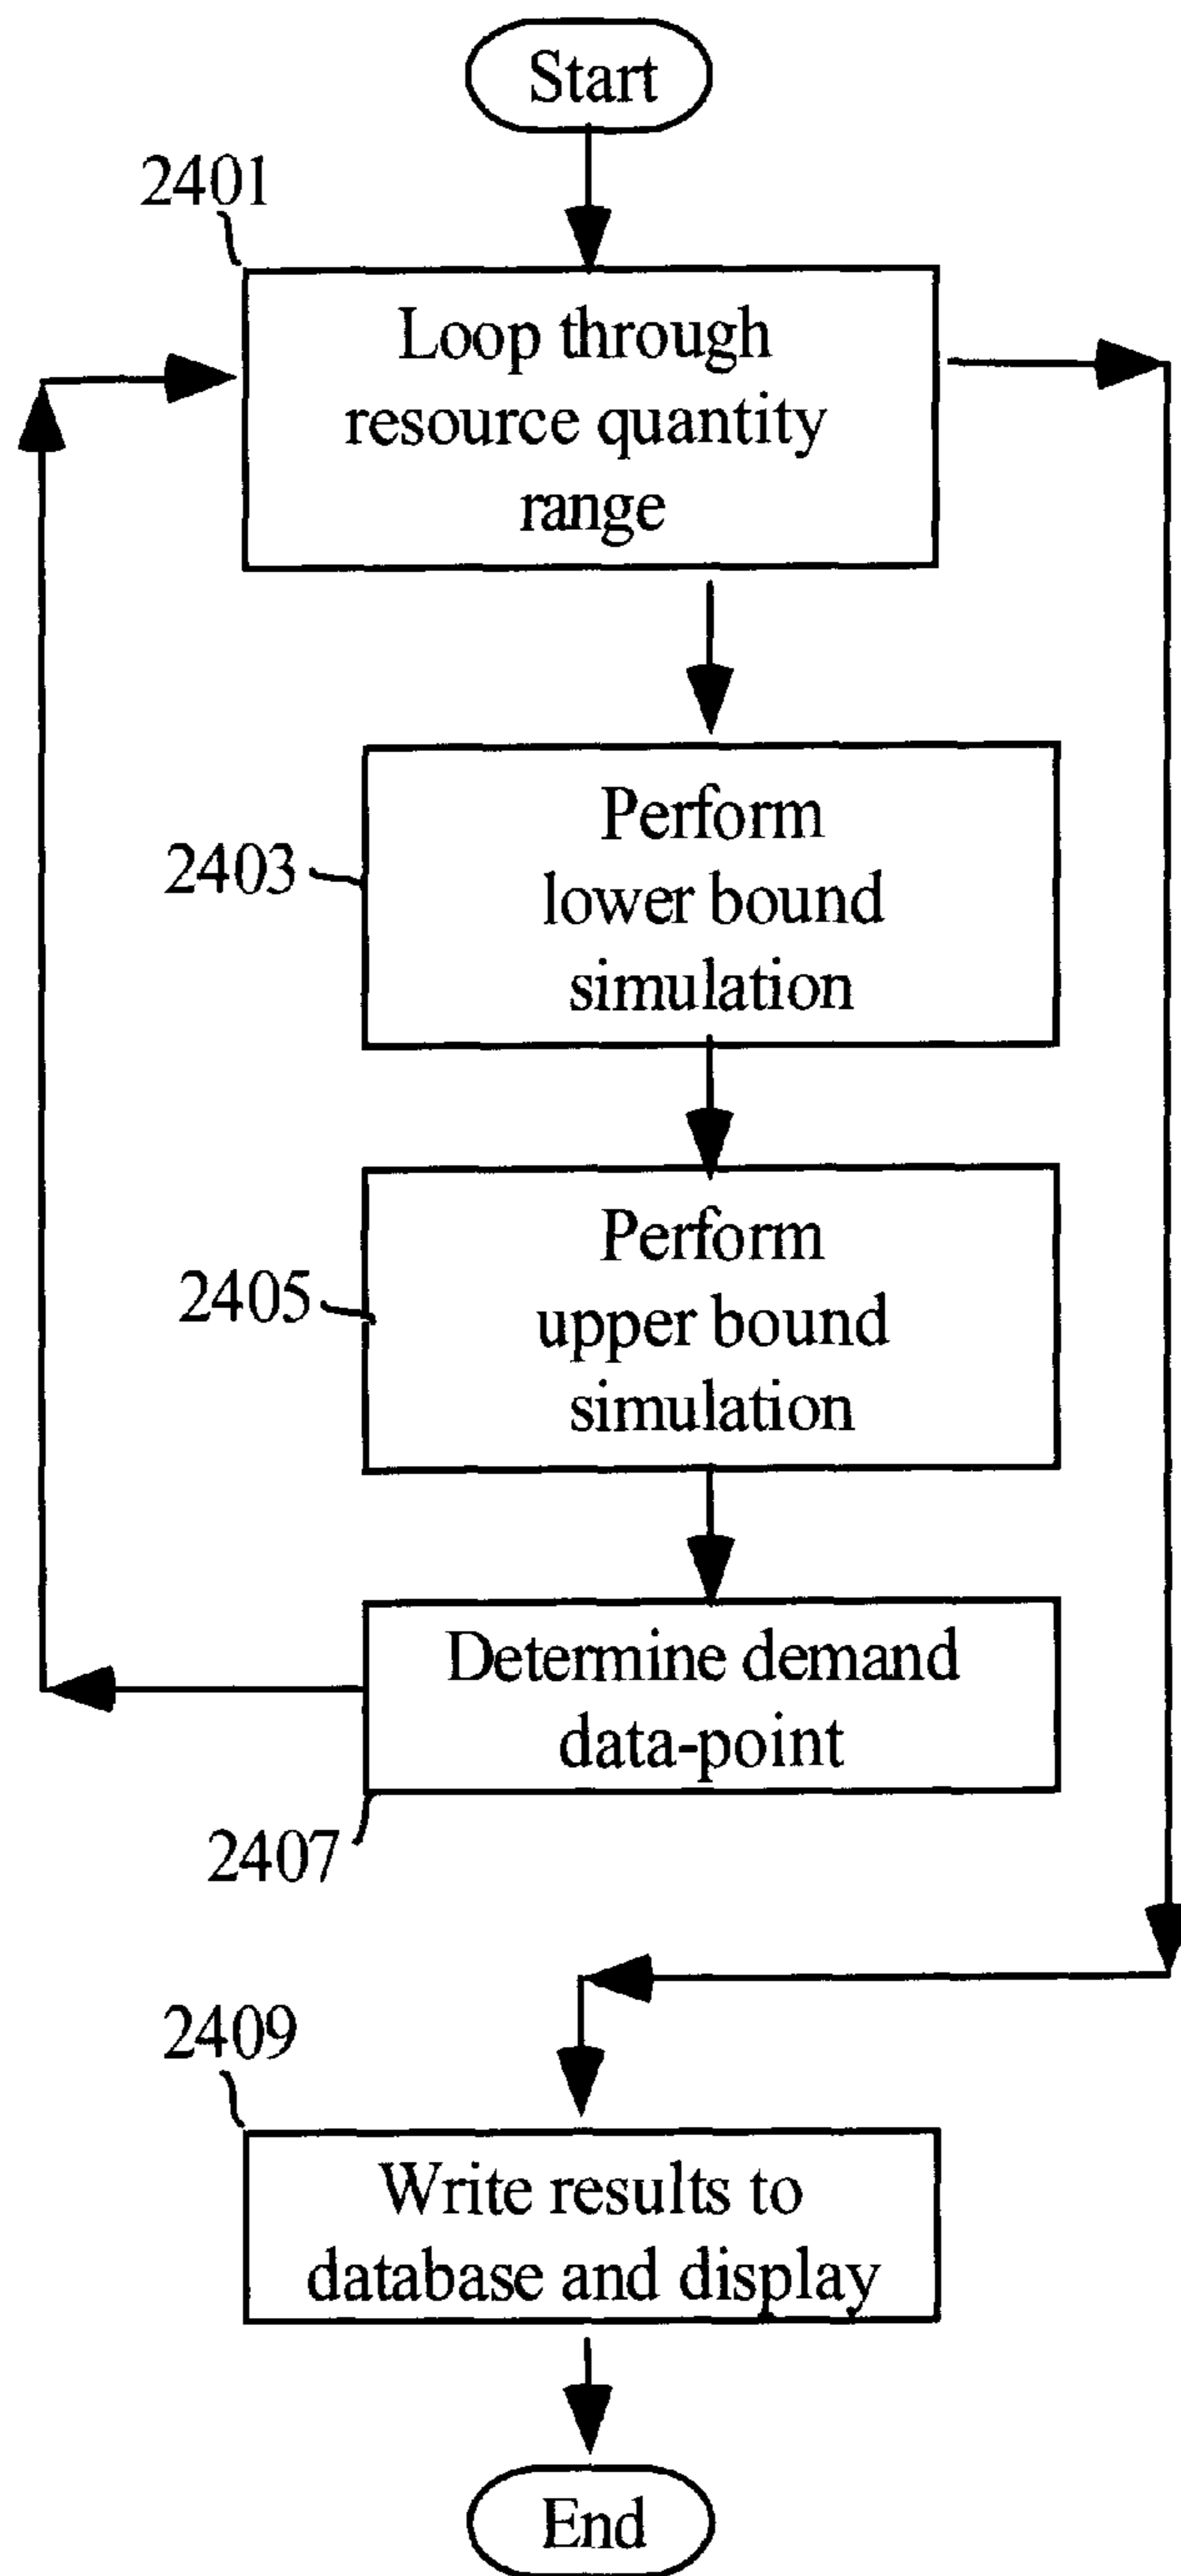 Start
2401
Loop through
resource quantity
range
Perform
lower bound
simulation
2403
Perform
upper bound
simulation
2405
Determine demand
data-point
2407
2409
Write results to
database and display
End